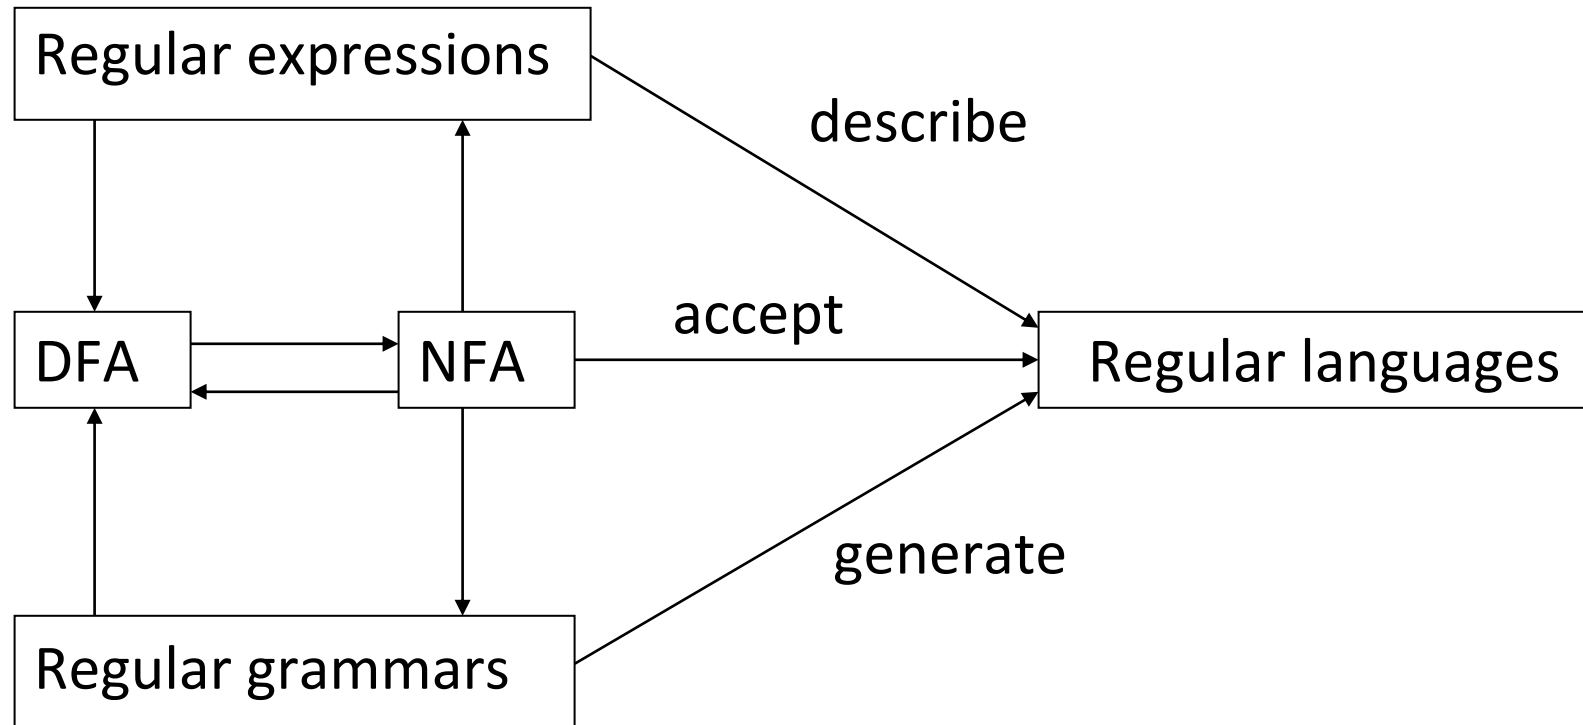 Regular expressions
describe
accept
DFA
NFA
Regular languages
generate
Regular grammars